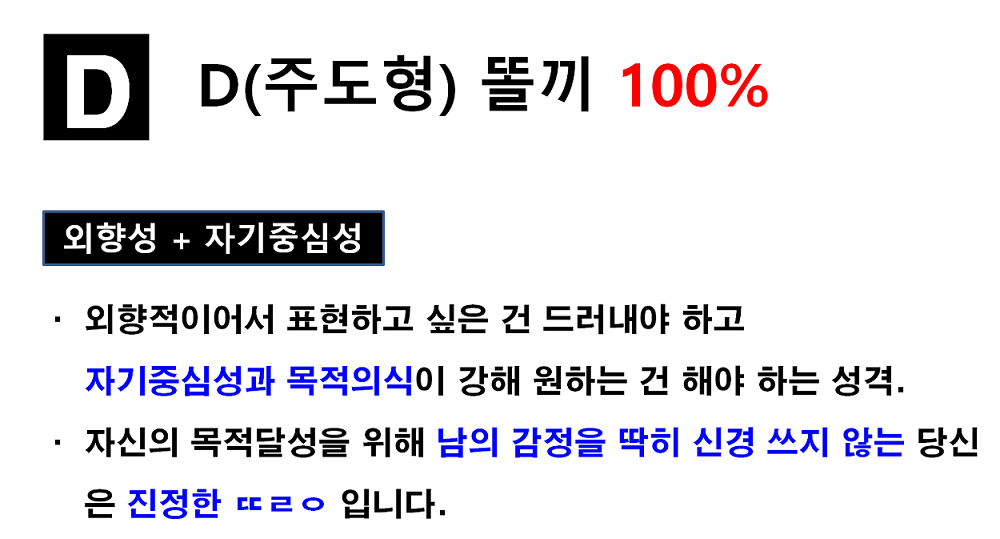 D
D(주도형) 똘끼 100%
외향성 + 자기중심성
· 외향적이어서 표현하고 싶은 건 드러내야 하고
자기중심성과 목적의식이 강해 원하는 건 해야 하는 성격.
· 자신의 목적달성을 위해 남의 감정을 딱히 신경 쓰지 않는 당신
은 진정한 ㄸㄹㅇ 입니다.